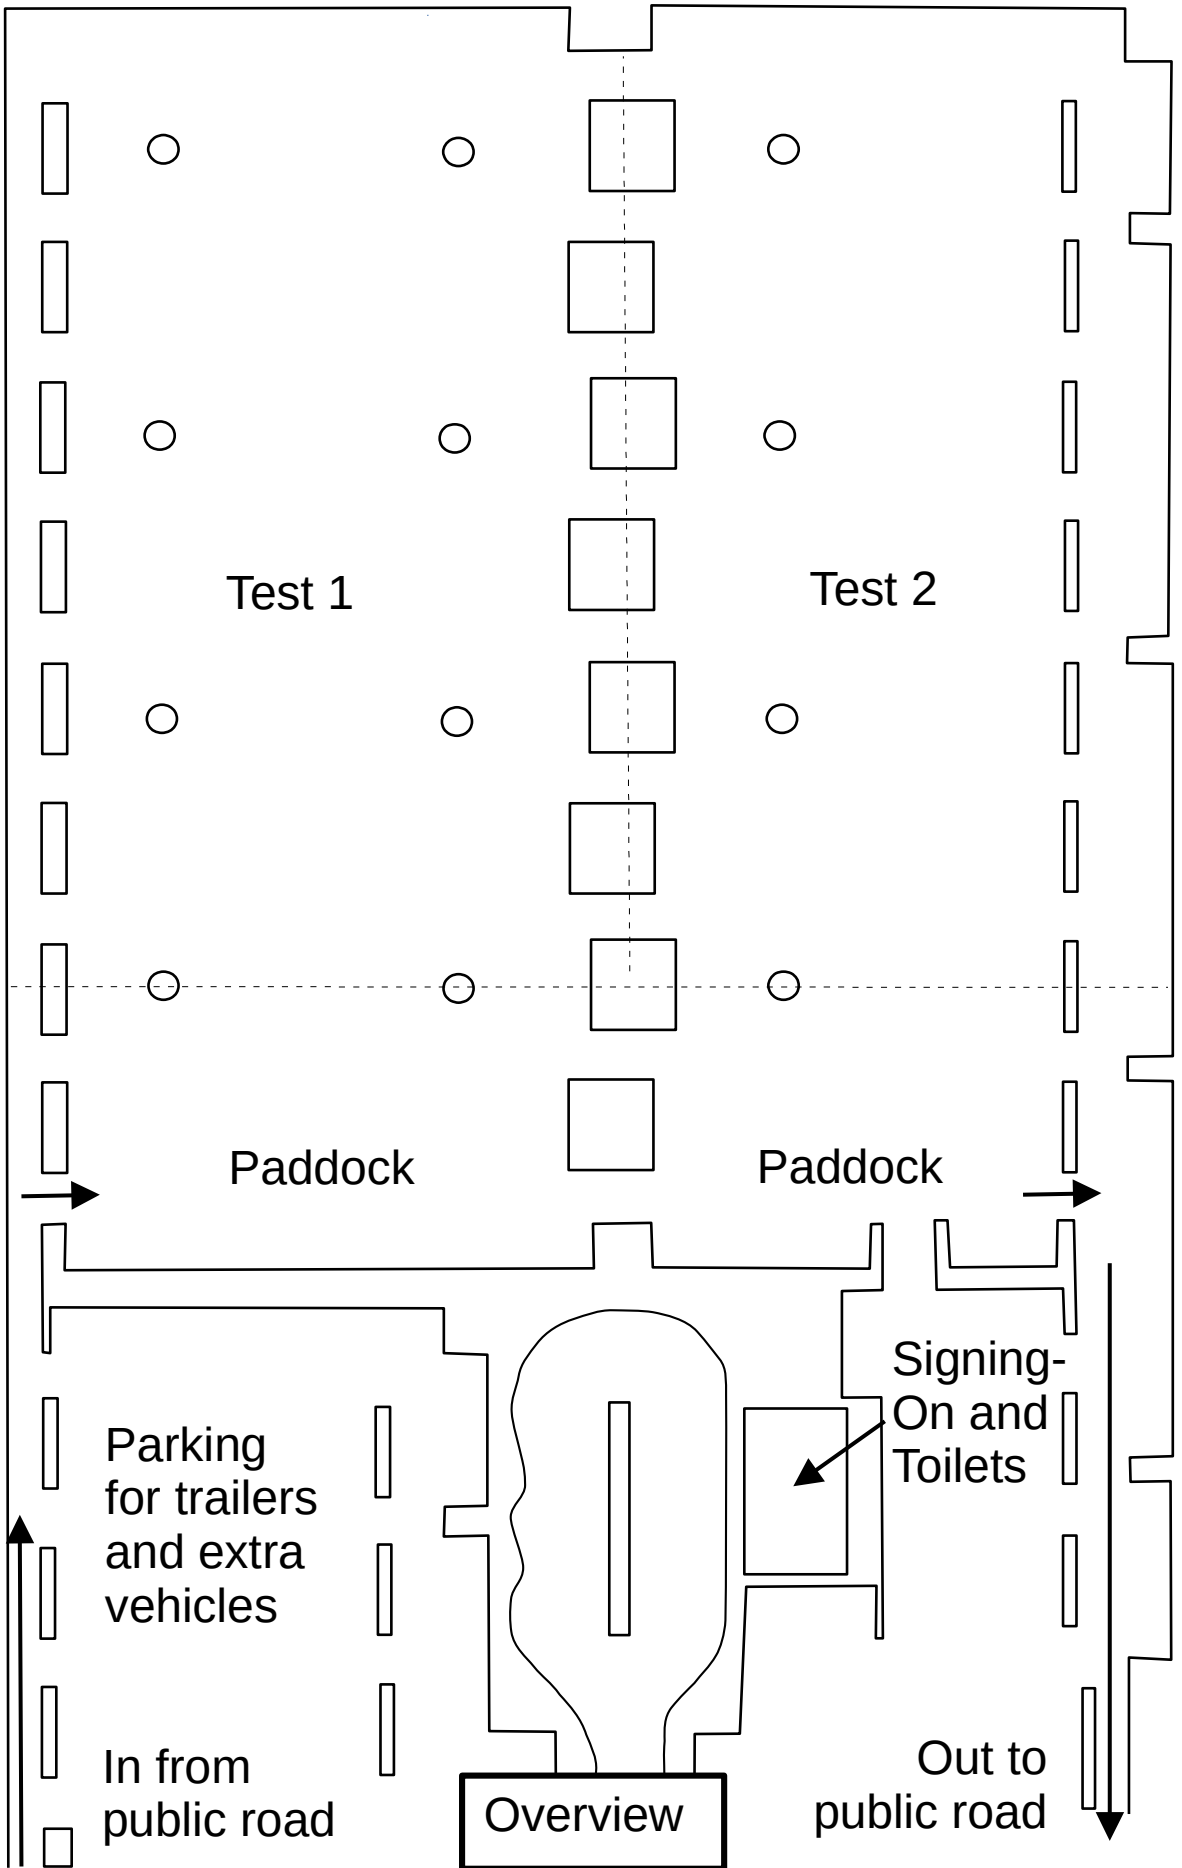 Test 1
Test 2
Paddock
Paddock
Signing-
On and
Toilets
Parking
for trailers
and extra
vehicles
In from
public road
Overview
Out to
public road